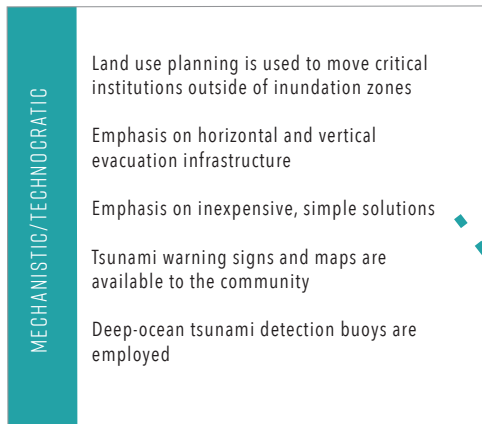 MECHANISTIC/TECHNOCRATIC
Land use planning is used to move critical
institutions outside of inundation zones
Emphasis on horizontal and vertical
evacuation infrastructure
Emphasis on inexpensive, simple solutions
Tsunami warning signs and maps are
available to the community
Deep-ocean tsunami detection buoys are
employed